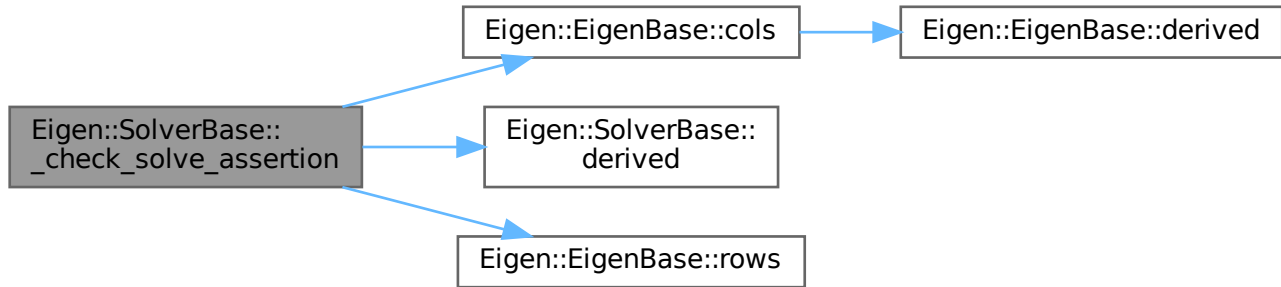 Eigen::EigenBase::cols
Eigen::EigenBase::derived
Eigen::SolverBase::
_check_solve_assertion
Eigen::SolverBase::
derived
Eigen::EigenBase::rows